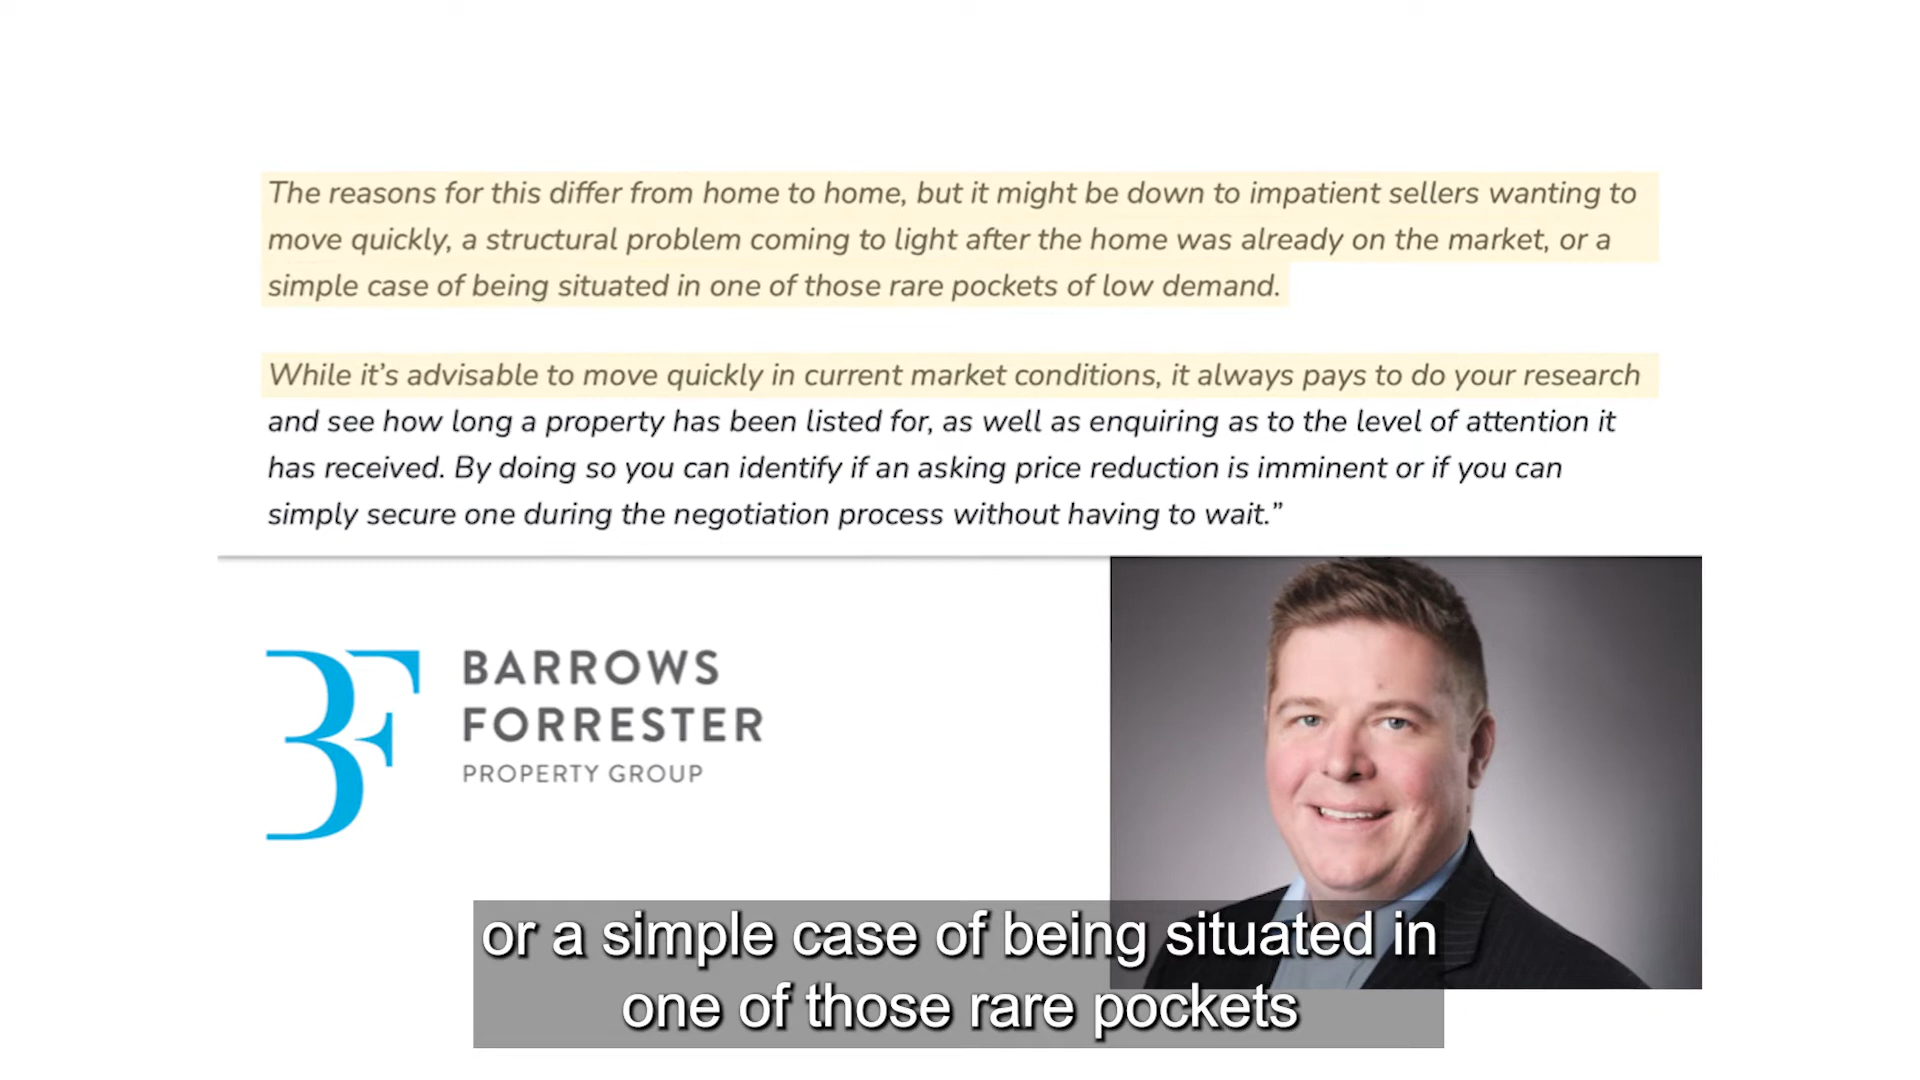 The reasons for this differ from home to home, but it might be down to impatient sellers wanting to
move quickly, a structural problem coming to light after the home was already on the market, or a
simple case of being situated in one of those rare pockets of low demand.
While it’s advisable to move quickly in current market conditions, it always pays to do your research
and see how long a property has been listed for, as well as enquiring as to the level of attention it
has received. By doing so you can identify if an asking price reduction is imminent or if you can
simply secure one during the negotiation process without having to wait.”
BF
BARROWS
FORRESTER
PROPERTY GROUP
or a simple case of being situated in
one of those rare pockets